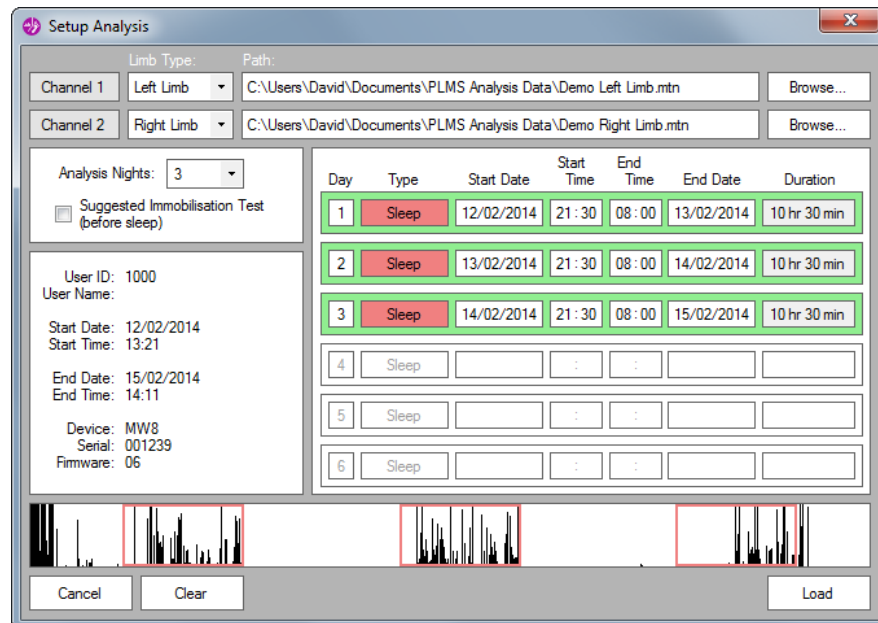 Setup Analysis
Limb Type: Path:
Channel 1 Left Limb C:\Users\David\Documents\PLMS Analysis Data\Demo Left Limb.mtn Browse...
Channel 2 Right Limb C:\Users\David\Documents\PLMS Analysis Data\Demo Right Limb.mtn Browse...
Analysis Nights: 3
Suggested Immobilisation Test
(before sleep)
User ID: 1000
User Name:
Start Date: 12/02/2014
Start Time: 13:21
End Date: 15/02/2014
End Time: 14:11
Device: MW8
Serial: 001239
Firmware: 06
Day Type Start Date Start Time End Time End Date Duration
1 Sleep 12/02/2014 21:30 08:00 13/02/2014 10 hr 30 min
2 Sleep 13/02/2014 21:30 08:00 14/02/2014 10 hr 30 min
3 Sleep 14/02/2014 21:30 08:00 15/02/2014 10 hr 30 min
4 Sleep : :
5 Sleep : :
6 Sleep : :
Cancel Clear Load